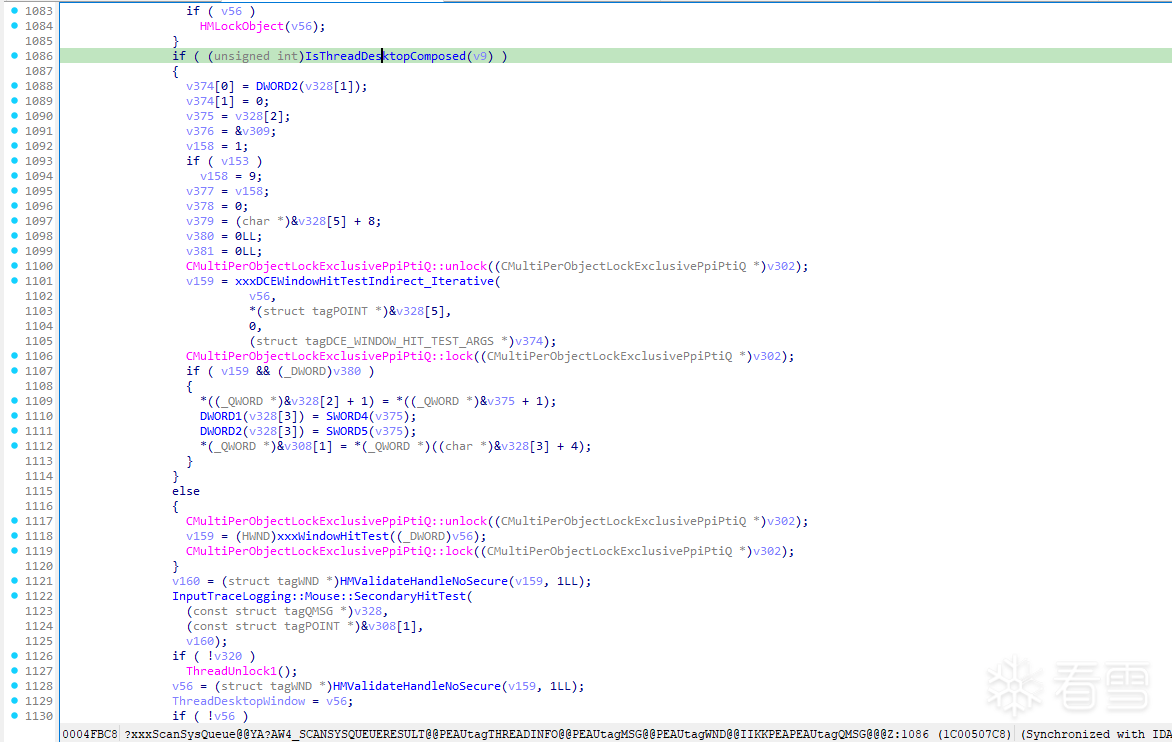 1083 if ( v56 )
1084 HMLockObject(v56);
1085 }
1086 if ( (unsigned int)IsThreadDesktopComposed(v9) )
1087 {
1088 v374[0] = DWORD2(v328[1]);
1089 v374[1] = 0;
1090 v375 = v328[2];
1091 v376 = &v309;
1092 v158 = 1;
1093 if ( v153 )
1094 v158 = 9;
1095 v377 = v158;
1096 v378 = 0;
1097 v379 = (char *)&v328[5] + 8;
1098 v380 = 0LL;
1099 v381 = 0LL;
1100 CMultiPerObjectLockExclusivePpiPtiQ::unlock((CMultiPerObjectLockExclusivePpiPtiQ *)v302);
1101 v159 = xxxDCEWindowHitTestIndirect_Iterative(
1102 v56,
1103 *(struct tagPOINT *)&v328[5],
1104 0,
1105 (struct tagDCE_WINDOW_HIT_TEST_ARGS *)v374);
1106 CMultiPerObjectLockExclusivePpiPtiQ::lock((CMultiPerObjectLockExclusivePpiPtiQ *)v302);
1107 if ( v159 && (_DWORD)v380 )
1108 {
1109 *((_QWORD *)&v328[2] + 1) = *((_QWORD *)&v375 + 1);
1110 DWORD1(v328[3]) = SWORD4(v375);
1111 DWORD2(v328[3]) = SWORD5(v375);
1112 *(_QWORD *)&v308[1] = *(_QWORD *)((char *)&v328[3] + 4);
1113 }
1114 }
1115 else
1116 {
1117 CMultiPerObjectLockExclusivePpiPtiQ::unlock((CMultiPerObjectLockExclusivePpiPtiQ *)v302);
1118 v159 = (HWND)xxxWindowHitTest((_DWORD)v56);
1119 CMultiPerObjectLockExclusivePpiPtiQ::lock((CMultiPerObjectLockExclusivePpiPtiQ *)v302);
1120 }
1121 v160 = (struct tagWND *)HMValidateHandleNoSecure(v159, 1LL);
1122 InputTraceLogging::Mouse::SecondaryHitTest(
1123 (const struct tagQMSG *)v328,
1124 (const struct tagPOINT *)&v308[1],
1125 v160);
1126 if ( !v320 )
1127 ThreadUnlock1();
1128 v56 = (struct tagWND *)HMValidateHandleNoSecure(v159, 1LL);
1129 ThreadDesktopWindow = v56;
1130 if ( !v56 )
看雪
0004FBC8 ?xxxScanSysQueue@@YA?AW4_SCANSYSQUEUERESULT@@PEAUtagTHREADINFO@@PEAUtagMSG@@PEAUtagWND@@IIKKPEAPEAUtagQMSG@@@Z:1086 (1C00507C8) (Synchronized with IDA